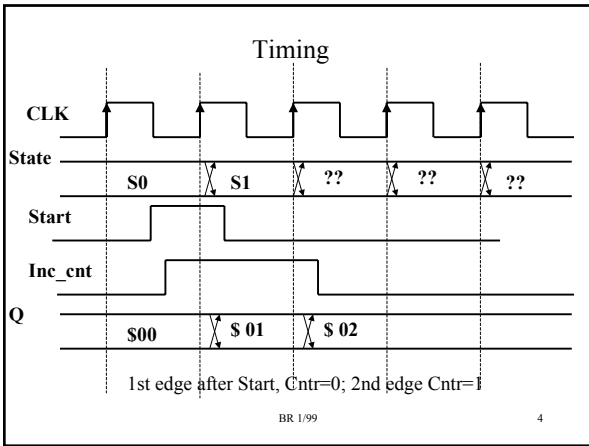 Timing
CLK
State
S0 S1 ?? ?? ??
Start
Inc_cnt
Q
$00 $ 01 $ 02
1st edge after Start, Cntr=0; 2nd edge Cntr=1
BR 1/99 4